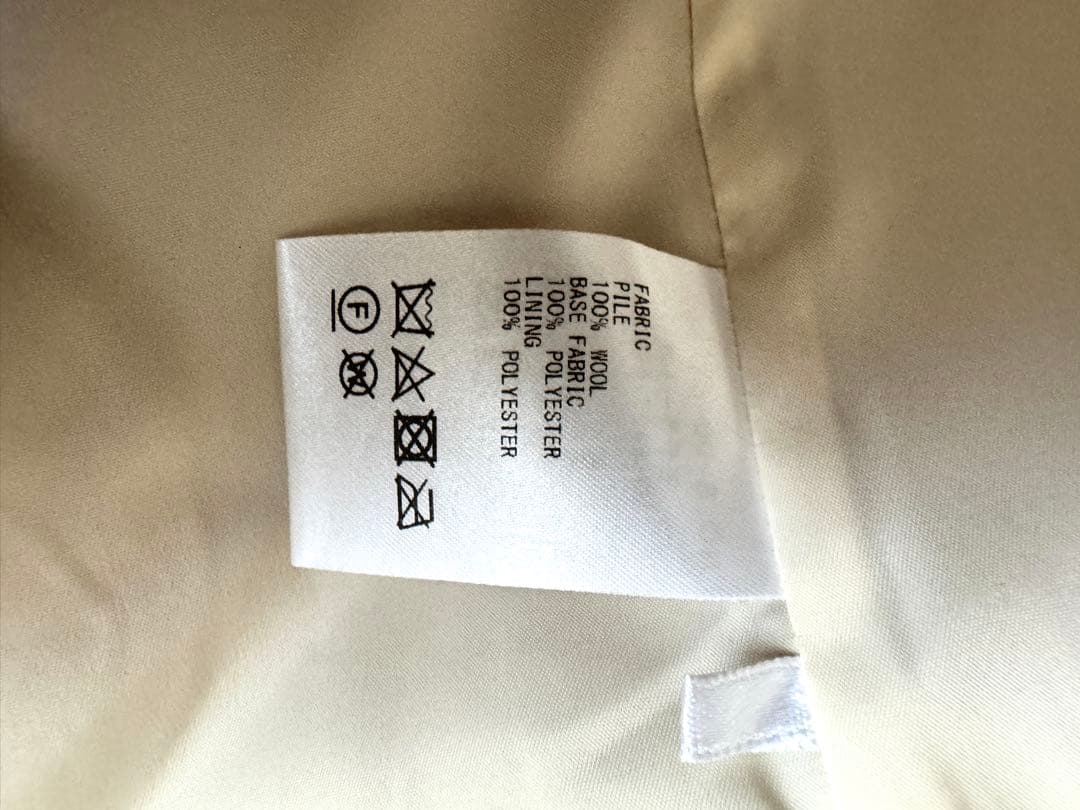 FABRIC
PILE
100% WOOL
BASE FABRIC
100% POLYESTER
LINING
100% POLYESTER
F
W